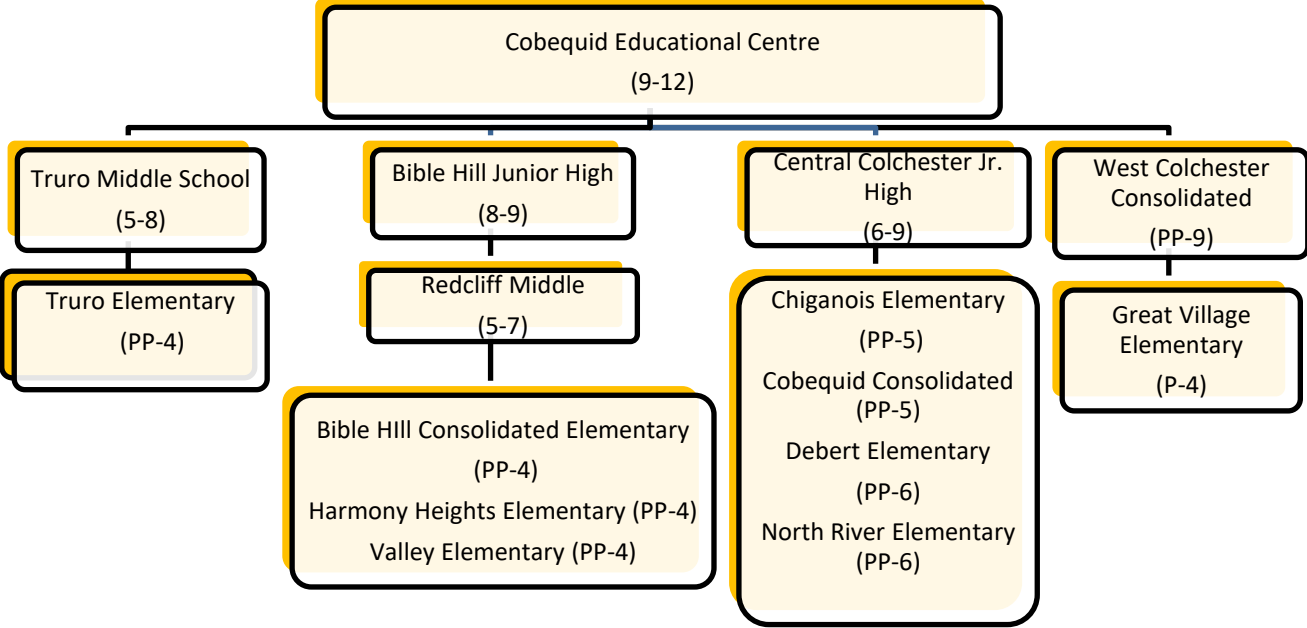 Cobequid Educational Centre
(9-12)
Truro Middle School
(5-8)
Truro Elementary
(PP-4)
Bible Hill Junior High
(8-9)
Redcliff Middle
(5-7)
Bible HIll Consolidated Elementary
(PP-4)
Harmony Heights Elementary (PP-4)
Valley Elementary (PP-4)
Central Colchester Jr.
High
(6-9)
Chiganois Elementary
(PP-5)
Cobequid Consolidated
(PP-5)
Debert Elementary
(PP-6)
North River Elementary
(PP-6)
West Colchester
Consolidated
(PP-9)
Great Village
Elementary
(P-4)